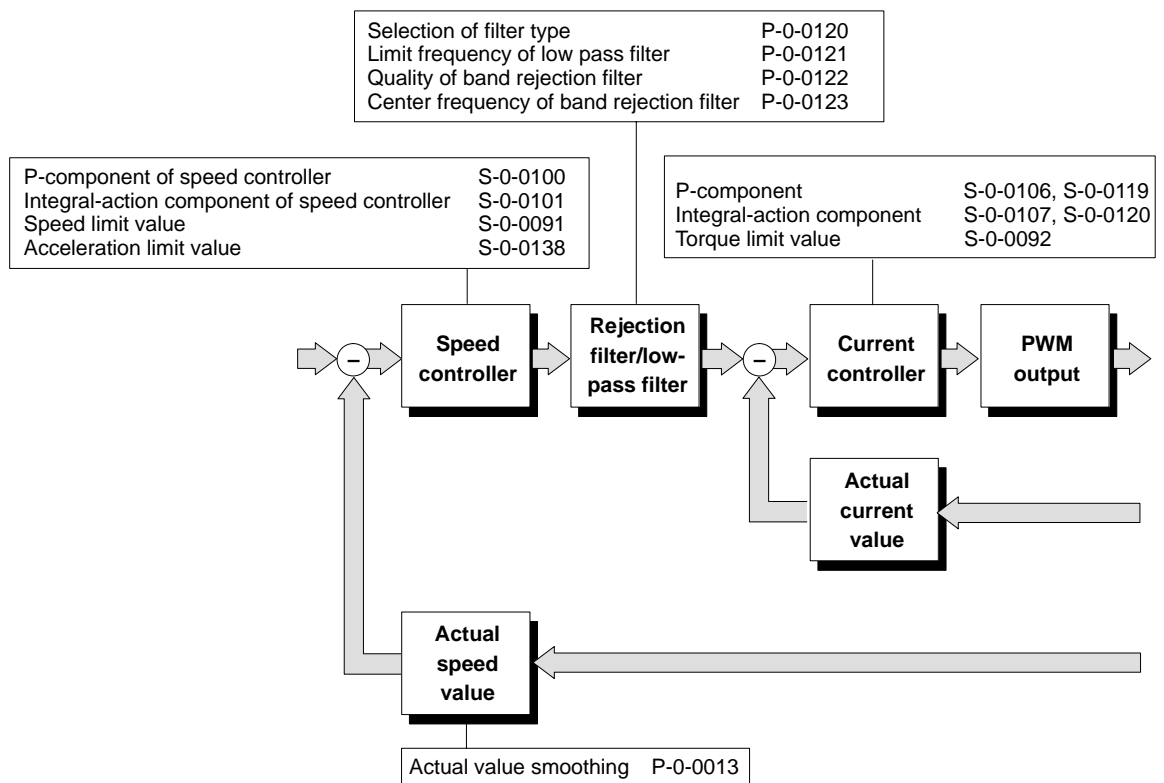 Selection of filter type P-0-0120
Limit frequency of low pass filter P-0-0121
Quality of band rejection filter P-0-0122
Center frequency of band rejection filter P-0-0123
P-component of speed controller S-0-0100
Integral-action component of speed controller S-0-0101
Speed limit value S-0-0091
Acceleration limit value S-0-0138
P-component S-0-0106, S-0-0119
Integral-action component S-0-0107, S-0-0120
Torque limit value S-0-0092
–
Speed
controller
Rejection
filter/low-
pass filter
–
Current
controller
PWM
output
Actual
current
value
Actual
speed
value
Actual value smoothing P-0-0013